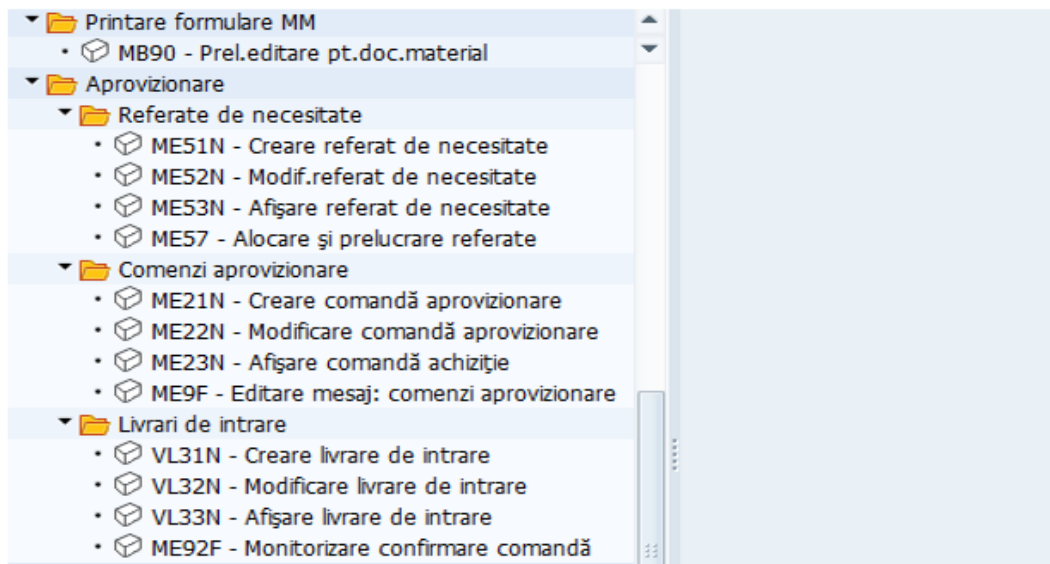 Printare formulare MM
MB90 - Prel.editare pt.doc.material
Aprovizionare
Referate de necesitate
ME51N - Creare referat de necesitate
ME52N - Modif.referat de necesitate
ME53N - Afişare referat de necesitate
ME57 - Alocare şi prelucrare referate
Comenzi aprovizionare
ME21N - Creare comandă aprovizionare
ME22N - Modificare comandă aprovizionare
ME23N - Afişare comandă achiziţie
ME9F - Editare mesaj: comenzi aprovizionare
Livrari de intrare
VL31N - Creare livrare de intrare
VL32N - Modificare livrare de intrare
VL33N - Afişare livrare de intrare
ME92F - Monitorizare confirmare comandă